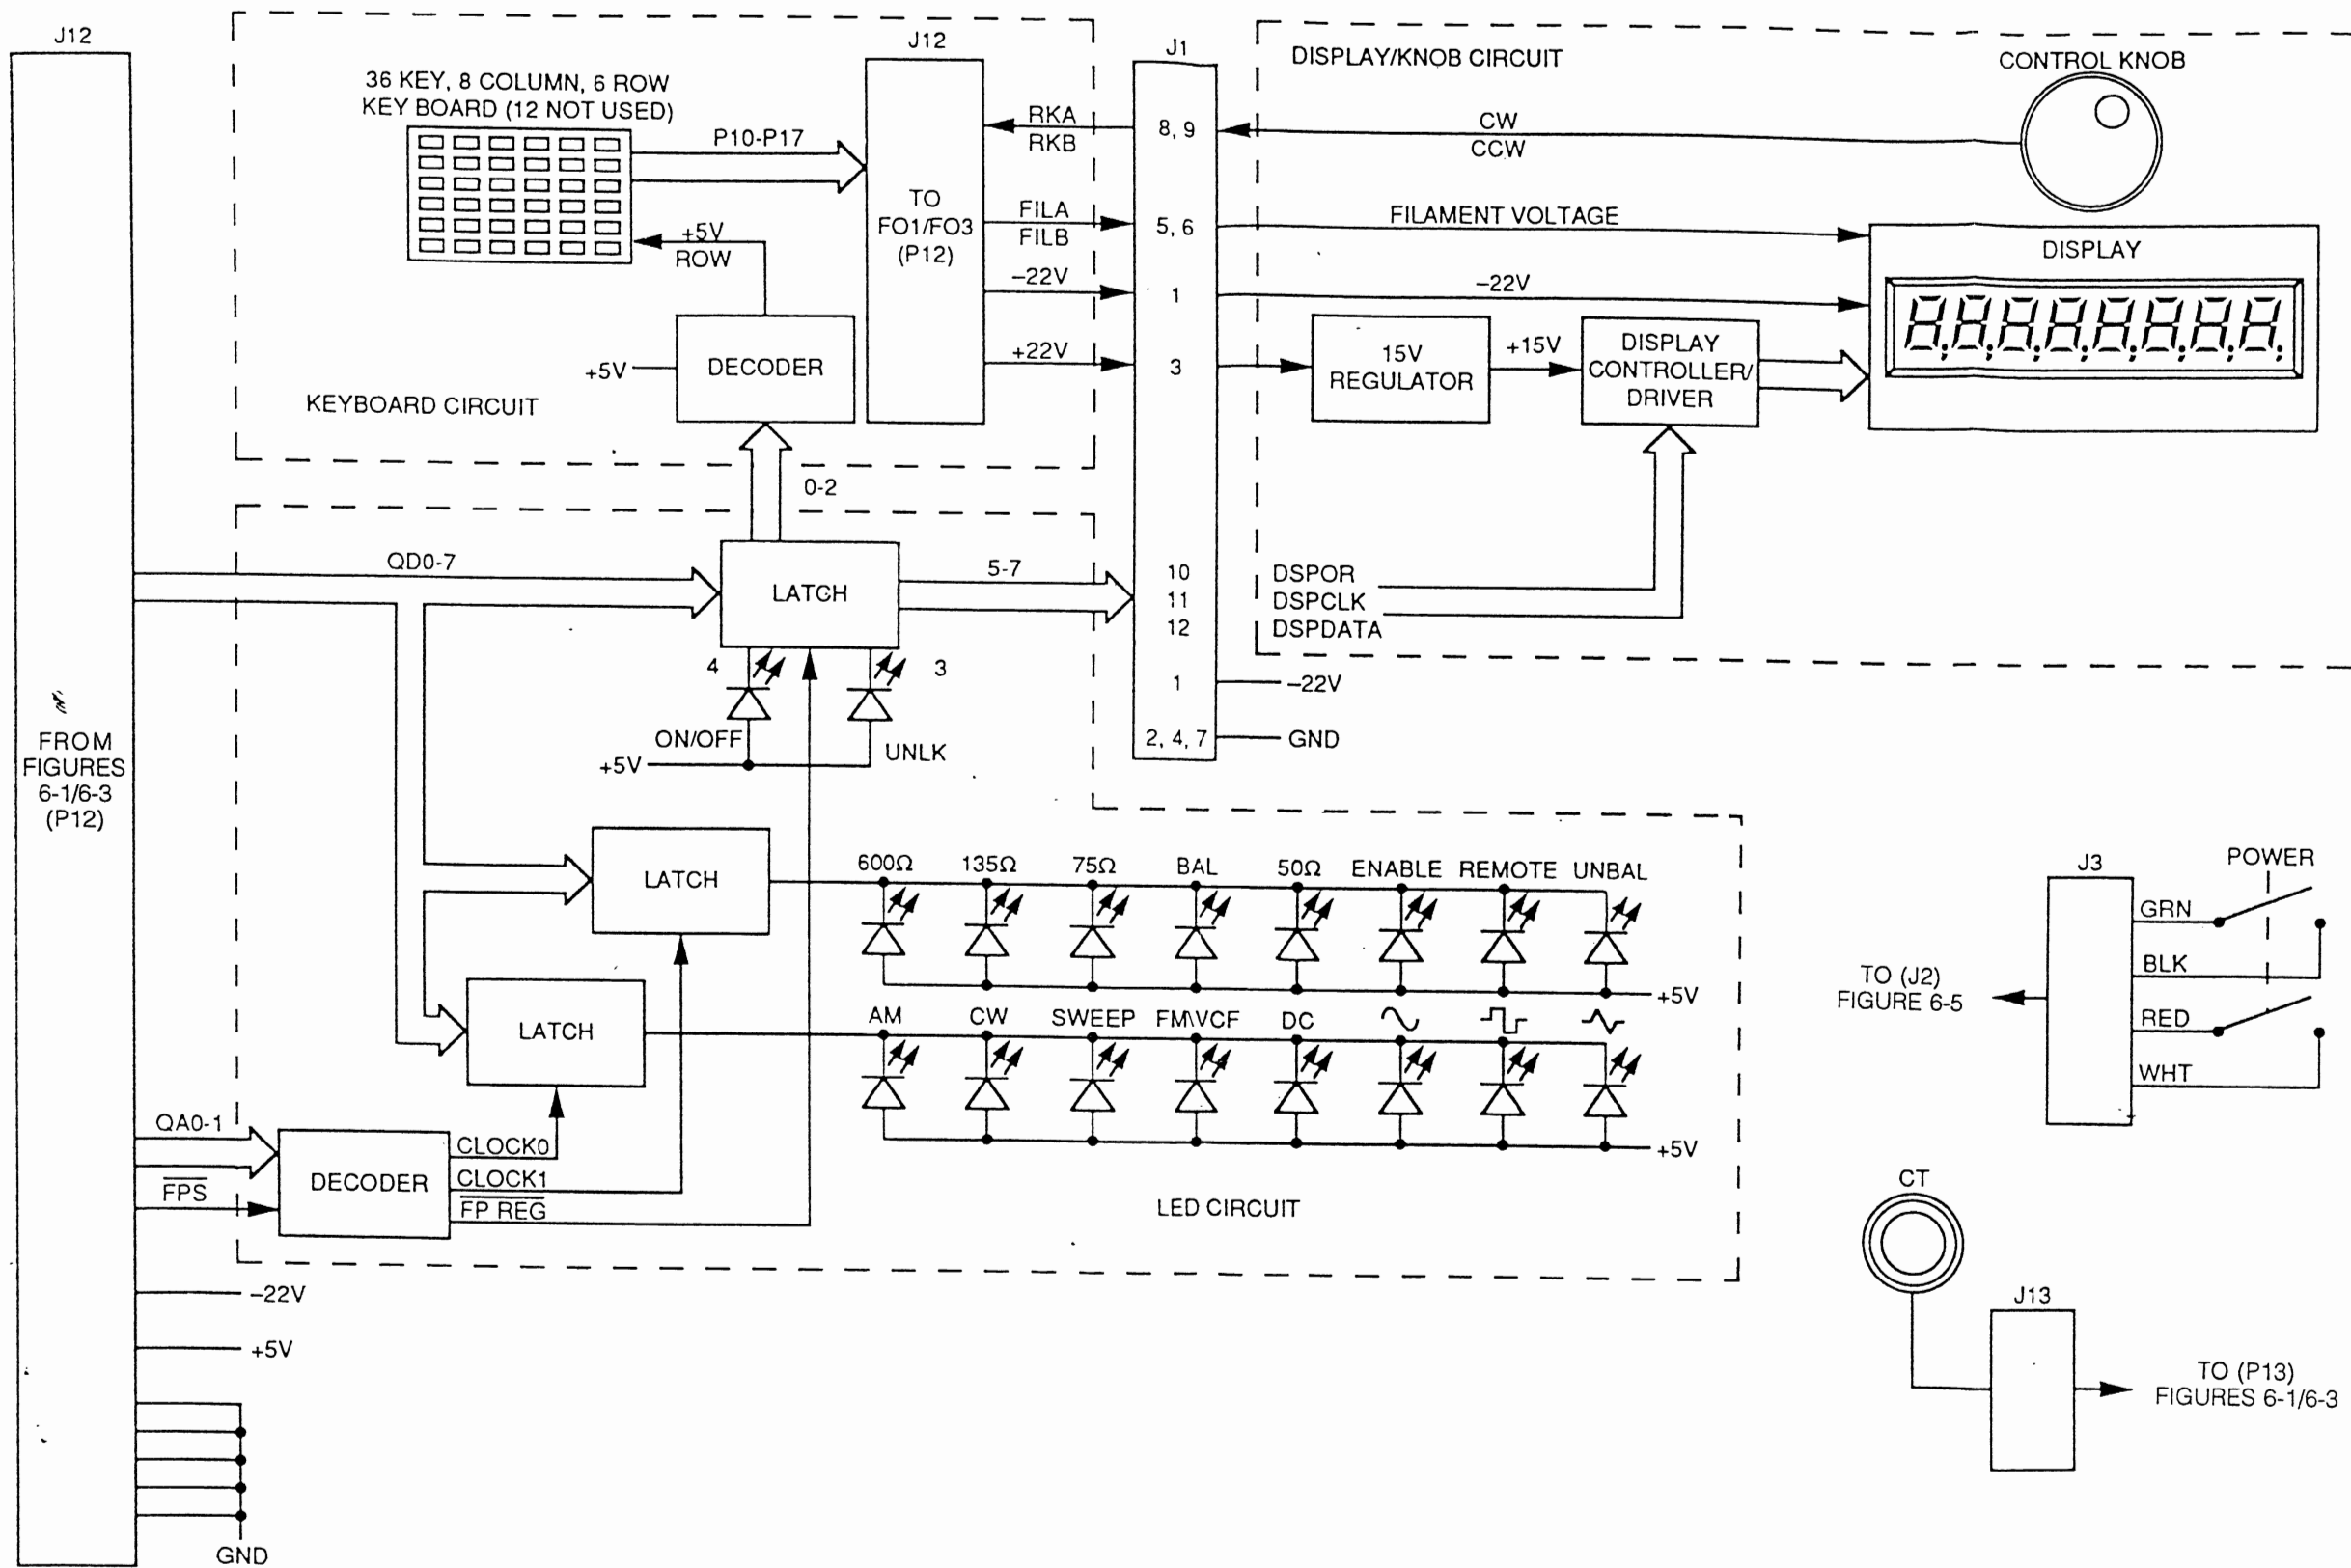 J12
FROM
FIGURES
6-1/6-3
(P12)
36 KEY, 8 COLUMN, 6 ROW
KEY BOARD (12 NOT USED)
P10-P17
+5V
ROW
+5V
DECODER
KEYBOARD CIRCUIT
J12
TO
FO1/FO3
(P12)
RKA
RKB
FILA
FILB
–22V
+22V
J1
8, 9
5, 6
1
3
10
11
12
1
2, 4, 7
–22V
GND
DISPLAY/KNOB CIRCUIT
CONTROL KNOB
CW
CCW
FILAMENT VOLTAGE
–22V
DISPLAY
15V
REGULATOR
+15V
DISPLAY
CONTROLLER/
DRIVER
DSPOR
DSPCLK
DSPDATA
0-2
QD0-7
LATCH
5-7
4
3
ON/OFF
UNLK
+5V
LATCH
600Ω
135Ω
75Ω
BAL
50Ω
ENABLE
REMOTE
UNBAL
+5V
LATCH
AM
CW
SWEEP
FM\VCF
DC
+5V
QA0-1
FPS
DECODER
CLOCK0
CLOCK1
FP REG
LED CIRCUIT
–22V
+5V
GND
J3
POWER
GRN
BLK
RED
WHT
TO (J2)
FIGURE 6-5
CT
J13
TO (P13)
FIGURES 6-1/6-3